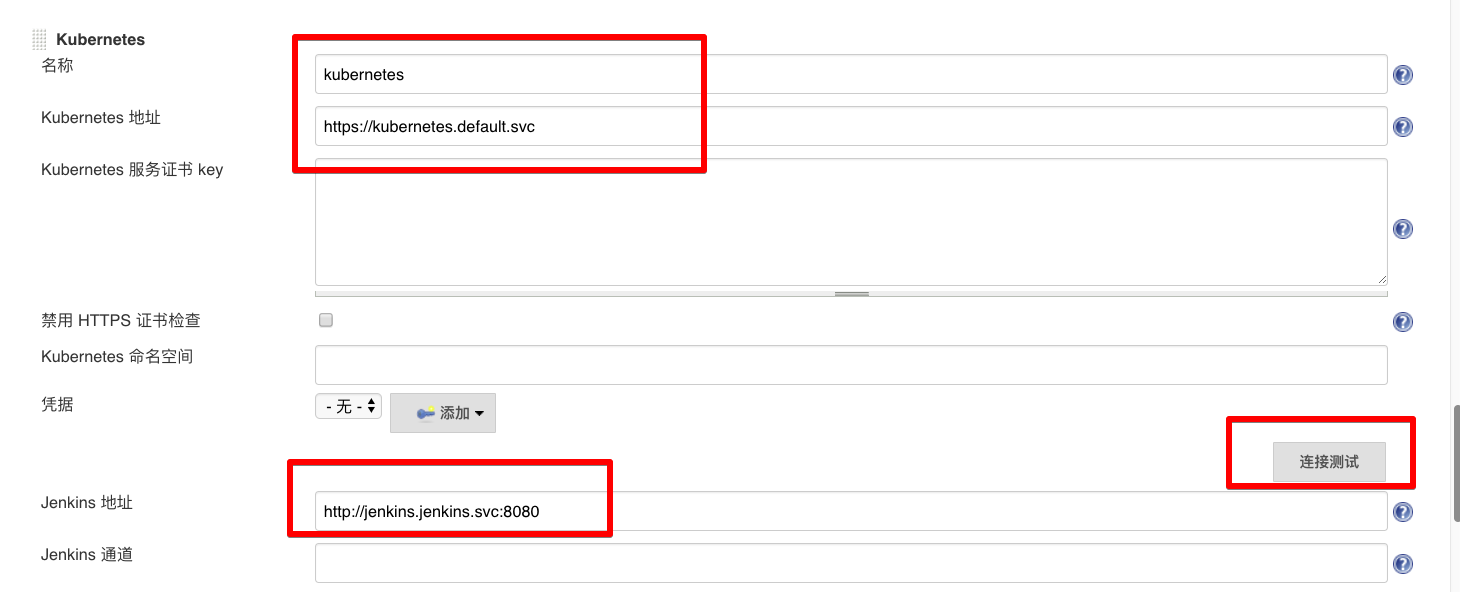 Kubernetes
名称
kubernetes
Kubernetes 地址
https://kubernetes.default.svc
Kubernetes 服务证书 key
禁用 HTTPS 证书检查
Kubernetes 命名空间
凭据
- 无 -
添加
连接测试
Jenkins 地址
http://jenkins.jenkins.svc:8080
Jenkins 通道